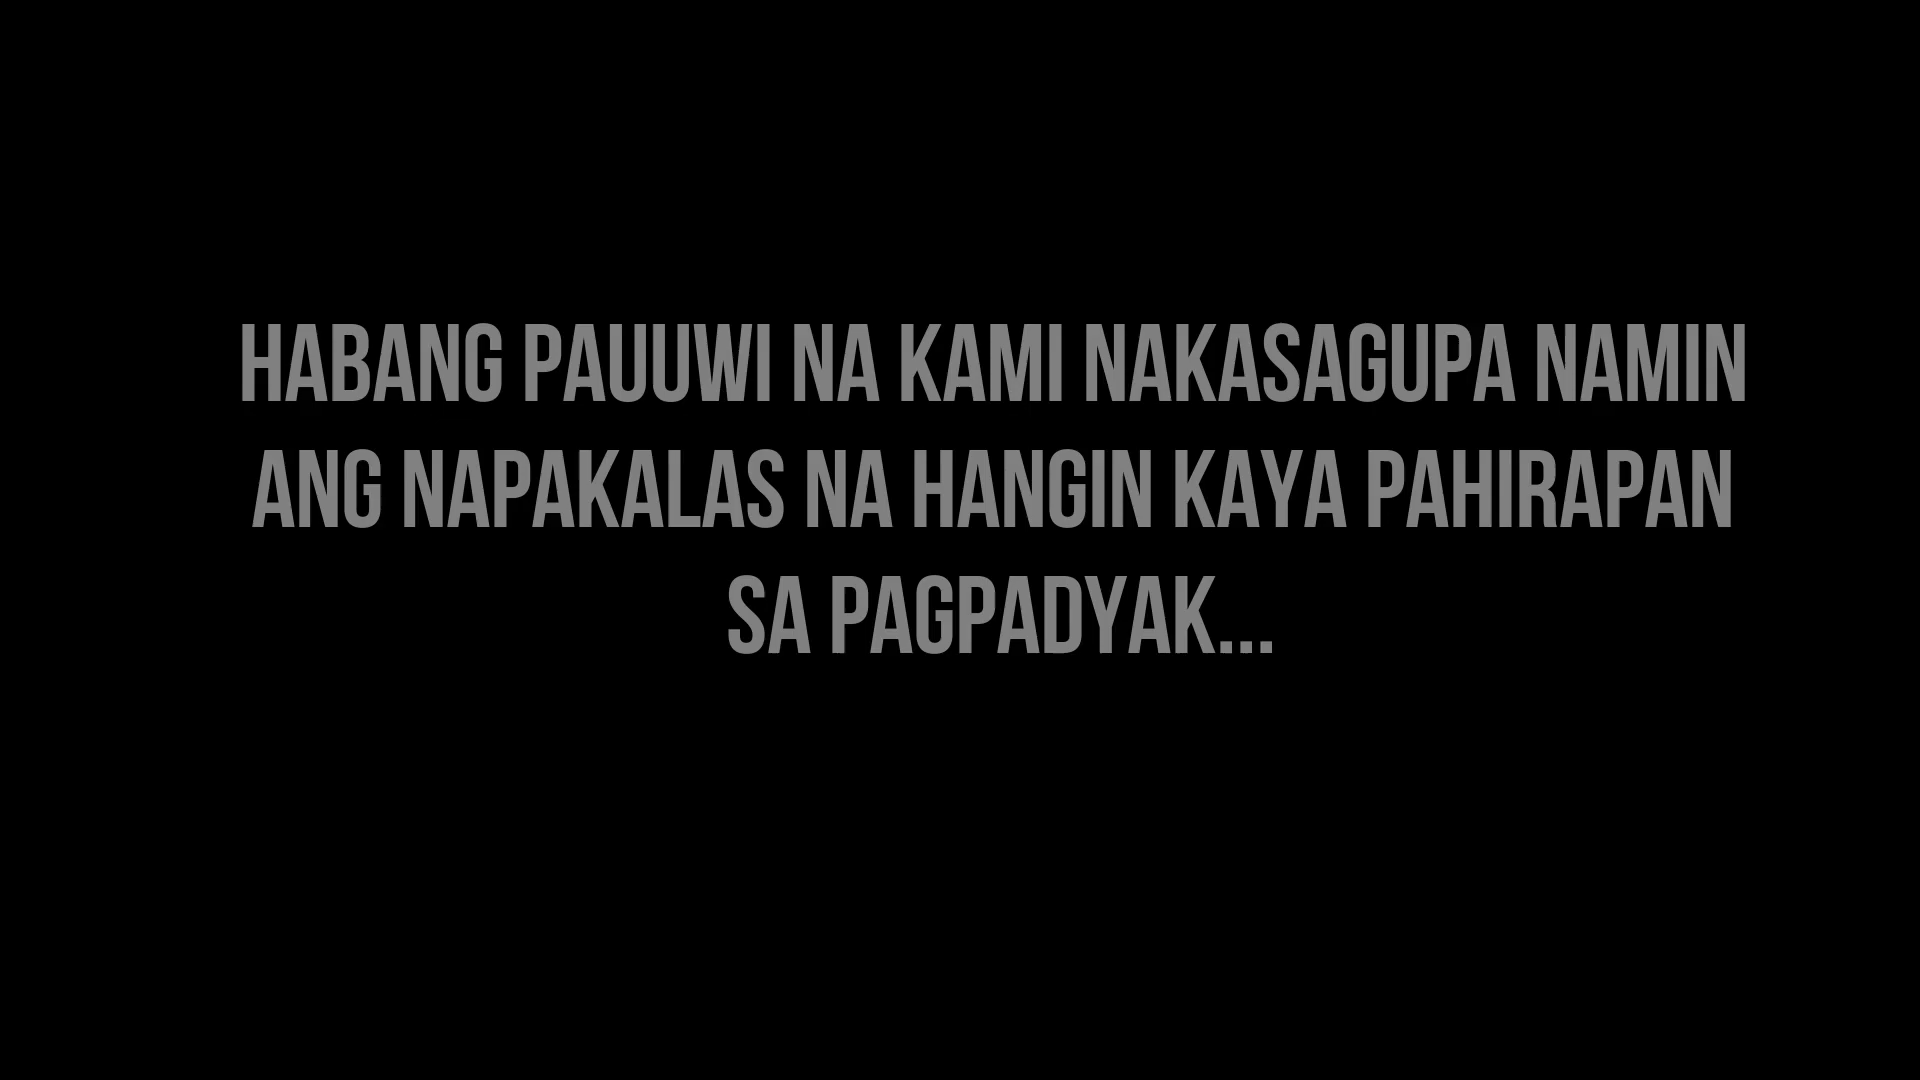 HABANG PAUUWI NA KAMI NAKASAGUPA NAMIN
ANG NAPAKALAS NA HANGIN KAYA PAHIRAPAN
SA PAGPADYAK...